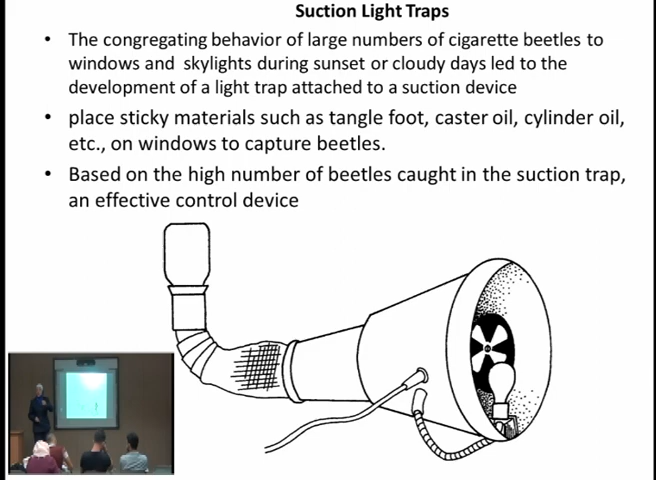 Suction Light Traps
• The congregating behavior of large numbers of cigarette beetles to
windows and skylights during sunset or cloudy days led to the
development of a light trap attached to a suction device
• place sticky materials such as tangle foot, caster oil, cylinder oil,
etc., on windows to capture beetles.
• Based on the high number of beetles caught in the suction trap,
an effective control device